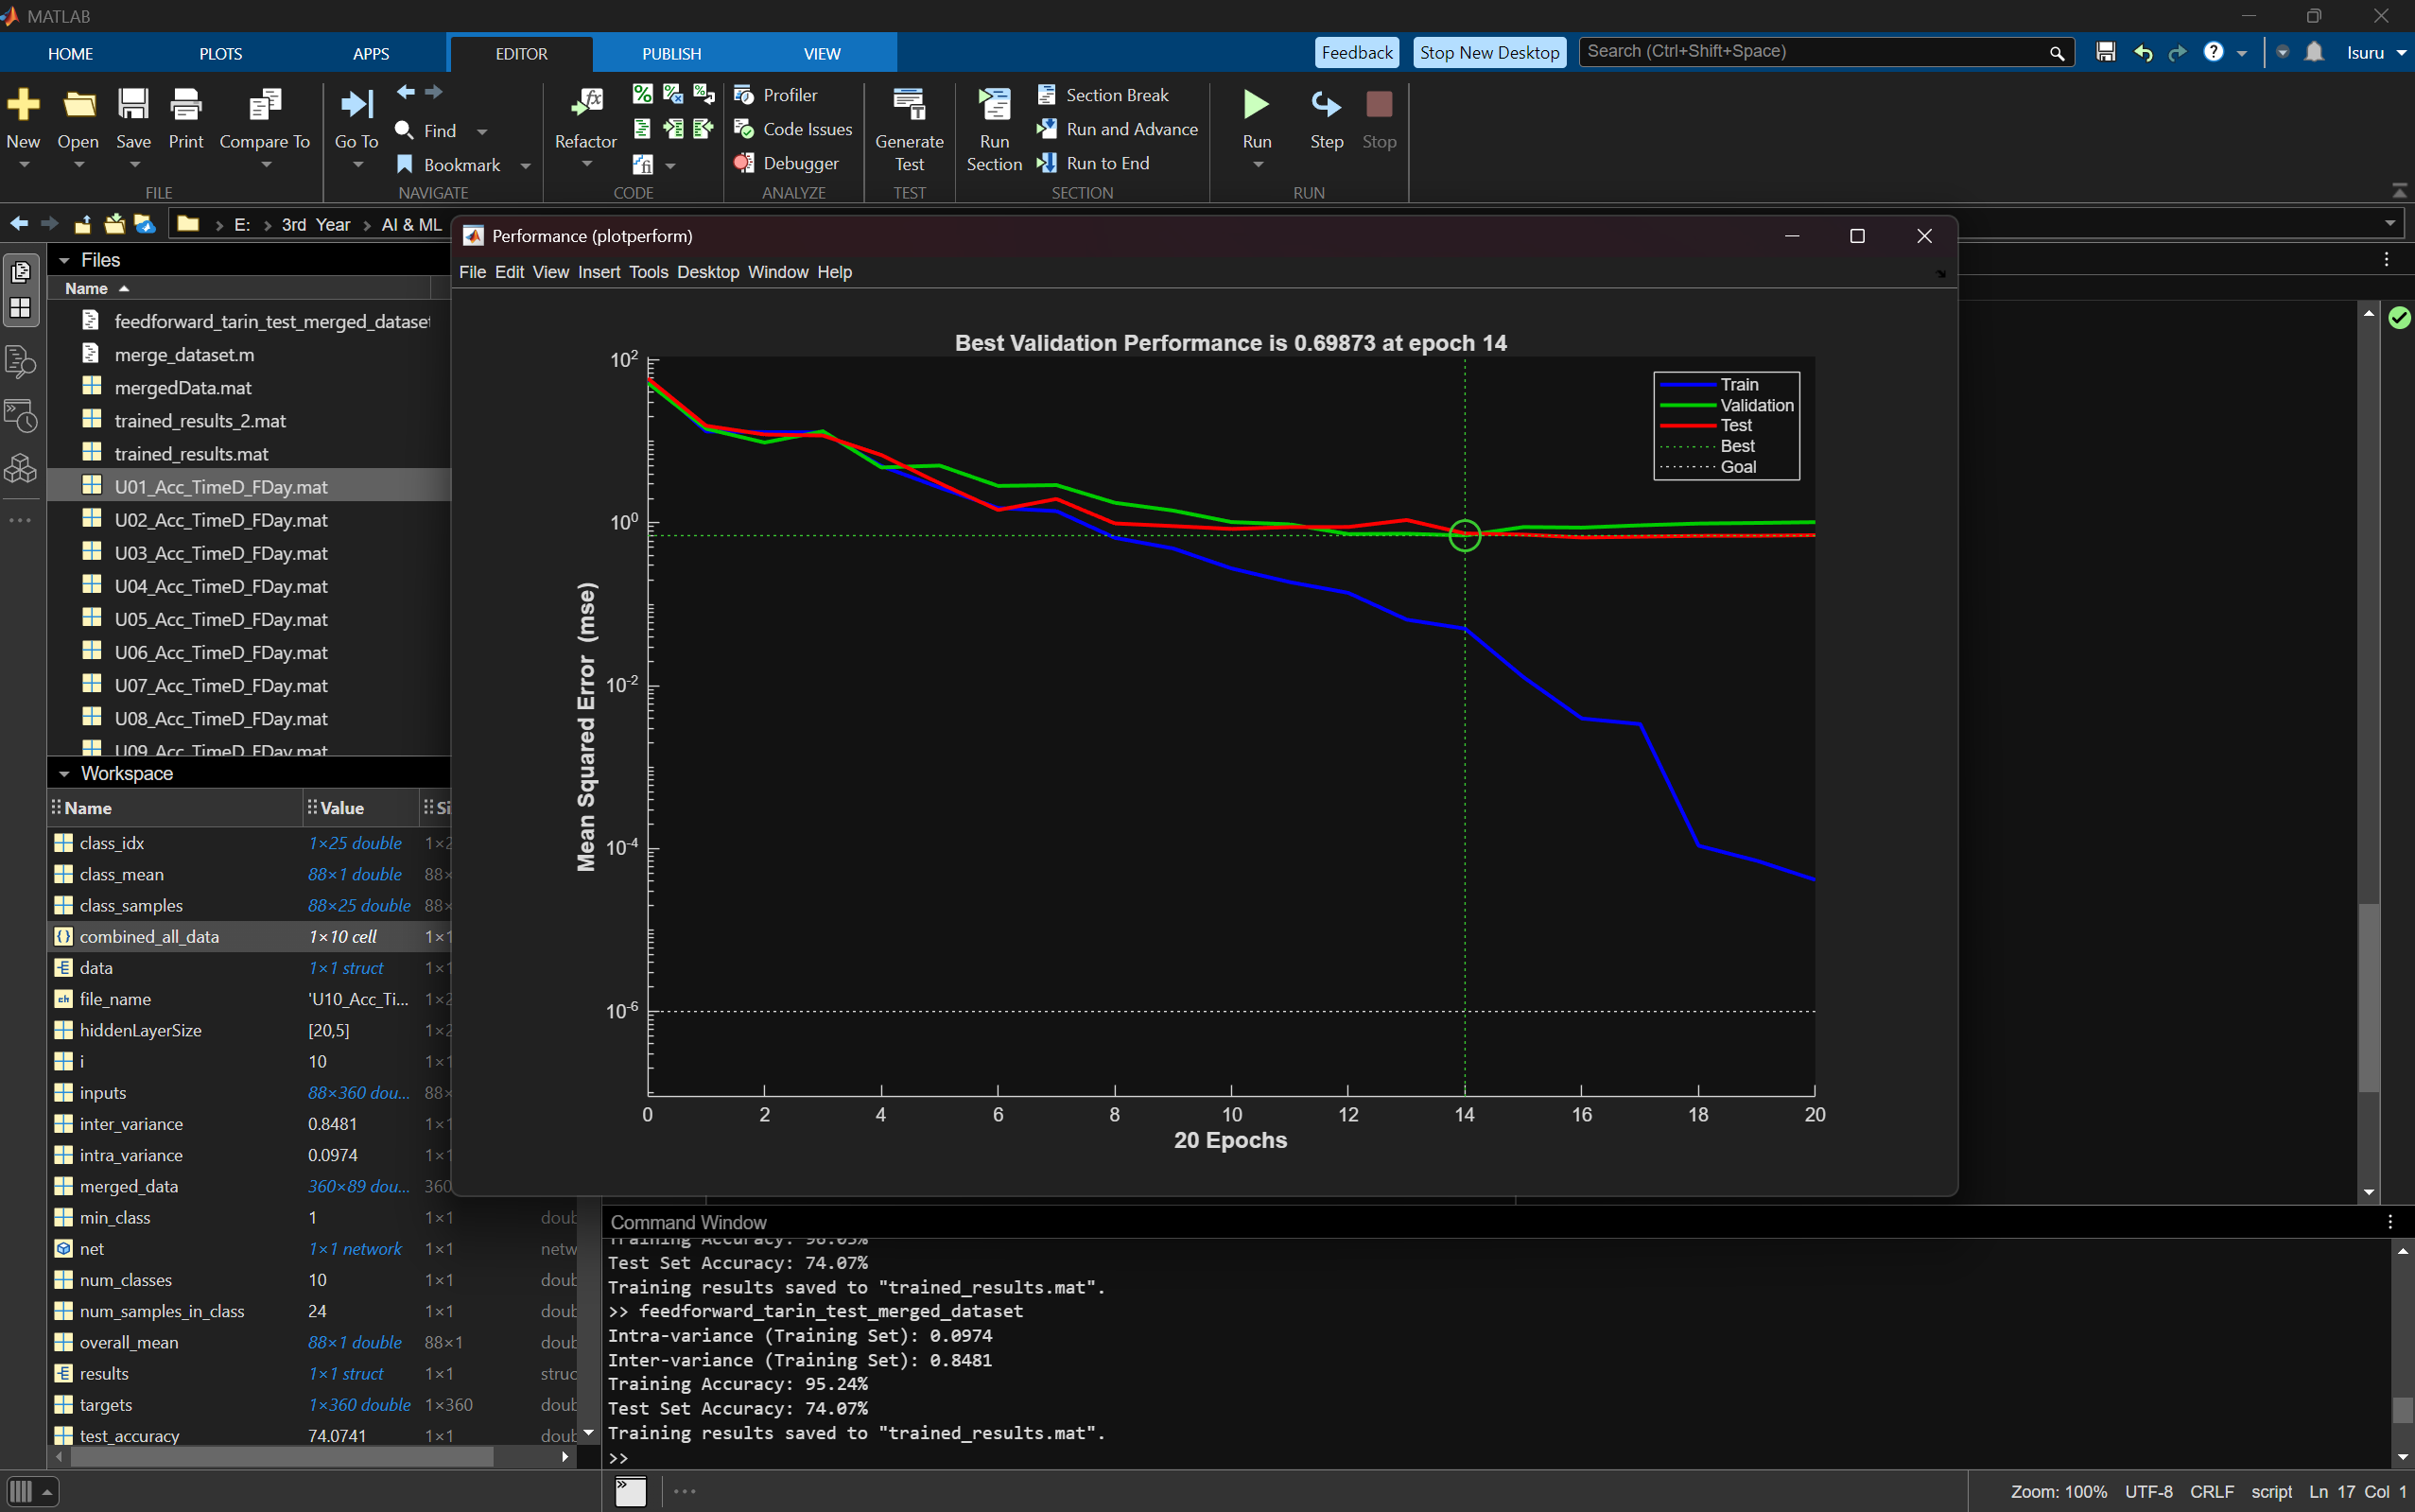 MATLAB
HOME PLOTS APPS EDITOR PUBLISH VIEW Feedback Stop New Desktop Search (Ctrl+Shift+Space) Isuru
New Open Save Print Compare To
FILE
Go To Find Bookmark
NAVIGATE
Refactor
CODE
Profiler
Code Issues
Debugger
ANALYZE
Generate Test
TEST
Run Section
Section Break
Run and Advance
Run to End
SECTION
Run Step Stop
RUN
E: 3rd Year AI & ML
Files
Name
feedforward_tarin_test_merged_dataset
merge_dataset.m
mergedData.mat
trained_results_2.mat
trained_results.mat
U01_Acc_TimeD_FDay.mat
U02_Acc_TimeD_FDay.mat
U03_Acc_TimeD_FDay.mat
U04_Acc_TimeD_FDay.mat
U05_Acc_TimeD_FDay.mat
U06_Acc_TimeD_FDay.mat
U07_Acc_TimeD_FDay.mat
U08_Acc_TimeD_FDay.mat
U09_Acc_TimeD_FDay.mat
Performance (plotperform)
File Edit View Insert Tools Desktop Window Help
Best Validation Performance is 0.69873 at epoch 14
Train
Validation
Test
Best
Goal
Mean Squared Error (mse)
10²
10⁰
10⁻²
10⁻⁴
10⁻⁶
0 2 4 6 8 10 12 14 16 18 20
20 Epochs
Workspace
Name Value Si
class_idx 1×25 double 1×2
class_mean 88×1 double 88×
class_samples 88×25 double 88×
combined_all_data 1×10 cell 1×1
data 1×1 struct 1×1
file_name 'U10_Acc_Ti... 1×2
hiddenLayerSize [20,5] 1×2
i 10 1×1
inputs 88×360 dou... 88×
inter_variance 0.8481 1×1
intra_variance 0.0974 1×1
merged_data 360×89 dou... 360
min_class 1 1×1 doub
net 1×1 network 1×1 netw
num_classes 10 1×1 doub
num_samples_in_class 24 1×1 doub
overall_mean 88×1 double 88×1 doub
results 1×1 struct 1×1 struc
targets 1×360 double 1×360 doub
test_accuracy 74.0741 1×1 doub
Command Window
Training Accuracy:
Test Set Accuracy: 74.07%
Training results saved to "trained_results.mat".
>> feedforward_tarin_test_merged_dataset
Intra-variance (Training Set): 0.0974
Inter-variance (Training Set): 0.8481
Training Accuracy: 95.24%
Test Set Accuracy: 74.07%
Training results saved to "trained_results.mat".
>>
Zoom: 100% UTF-8 CRLF script Ln 17 Col 1